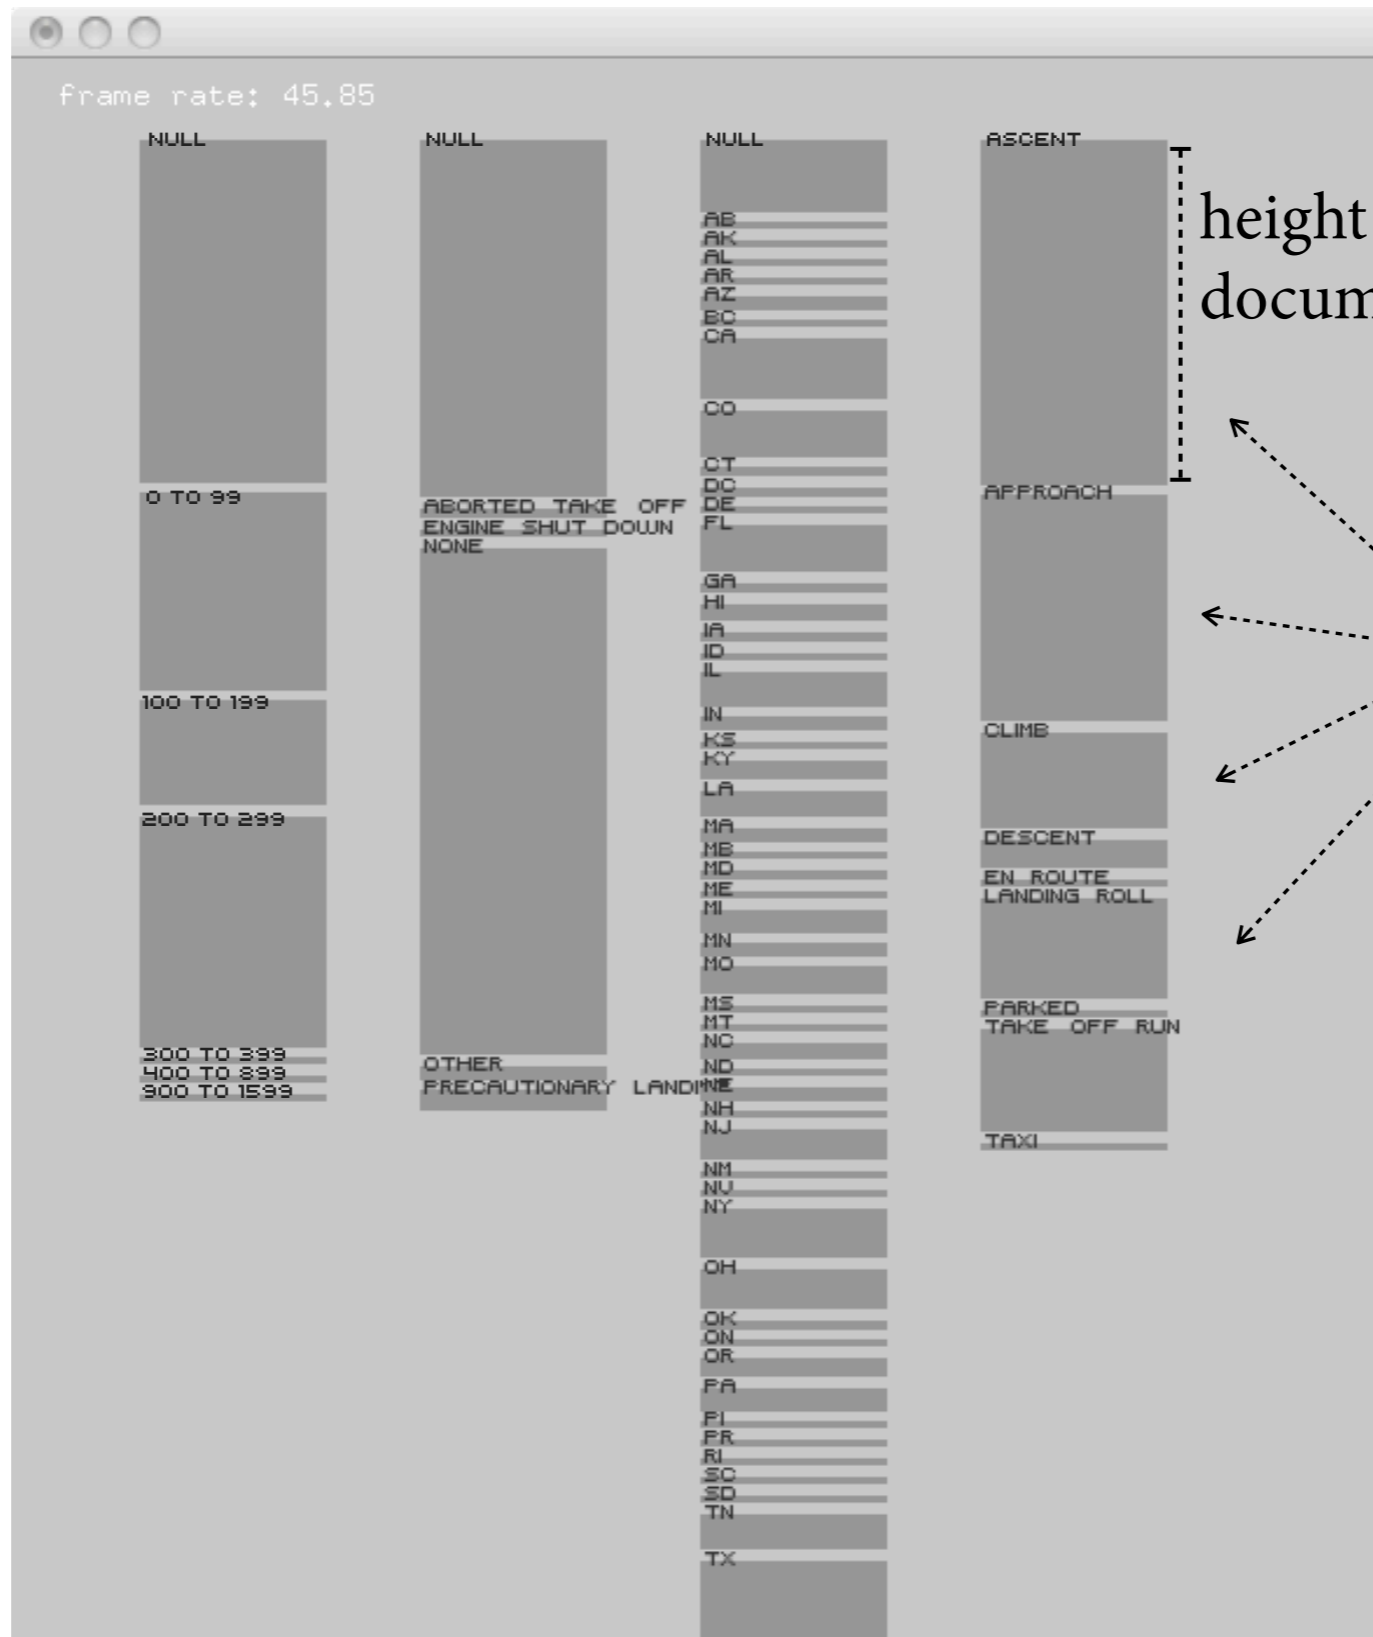 frame rate: 45.85
NULL
0 TO 99
100 TO 199
200 TO 299
300 TO 399
400 TO 899
900 TO 1599
NULL
ABORTED TAKE OFF
ENGINE SHUT DOWN
NONE
OTHER
PRECAUTIONARY LANDIN
NULL
AB
AK
AL
AR
AZ
BC
CA
CO
CT
DC
DE
FL
GA
HI
IA
ID
IL
IN
KS
KY
LA
MA
MB
MD
ME
MI
MN
MO
MS
MT
NC
ND
NE
NH
NJ
NM
NV
NY
OH
OK
ON
OR
PA
PI
PR
RI
SC
SD
TN
TX
ASCENT
APPROACH
CLIMB
DESCENT
EN ROUTE
LANDING ROLL
PARKED
TAKE OFF RUN
TAXI
height
docum